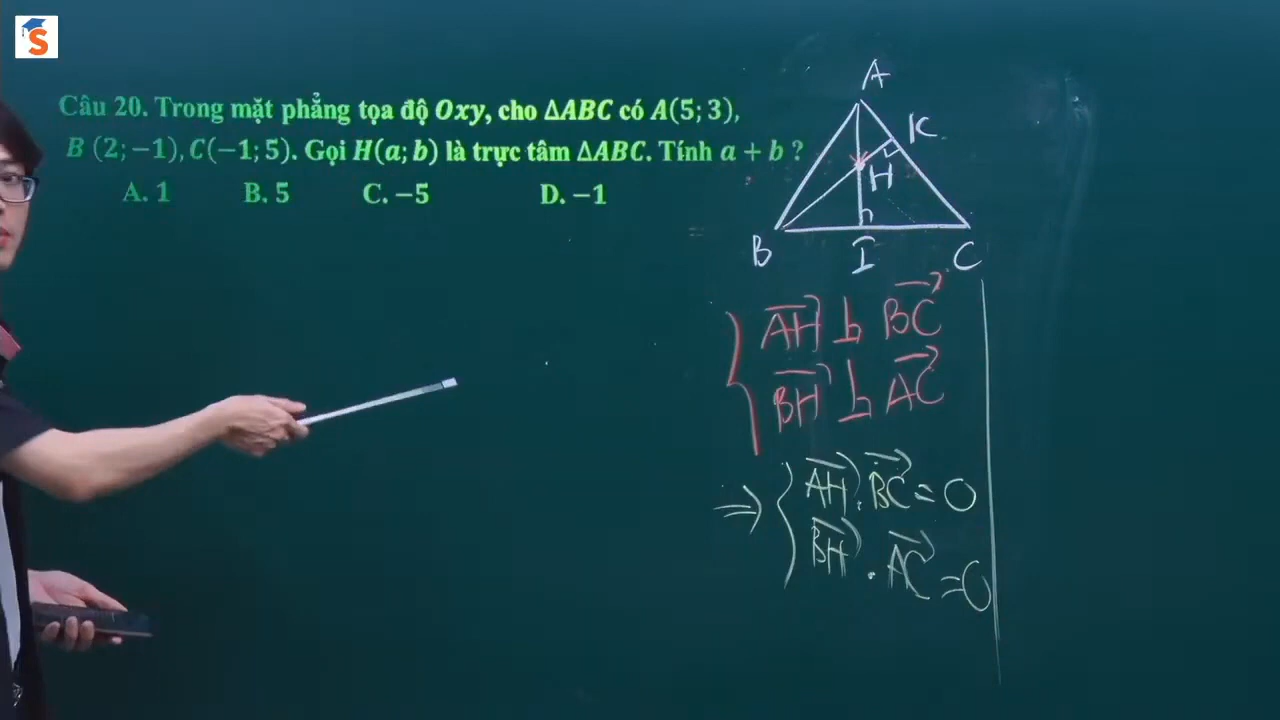 S
Câu 20. Trong mặt phẳng tọa độ Oxy, cho ΔABC có A(5; 3),
B (2; −1), C(−1; 5). Gọi H(a; b) là trực tâm ΔABC. Tính a + b ?
A. 1 B. 5 C. −5 D. −1
A
K
H
B I C
{ AH⃗ ⊥ BC⃗
BH⃗ ⊥ AC⃗
⇒ { AH⃗ . BC⃗ = 0
BH⃗ . AC⃗ = 0